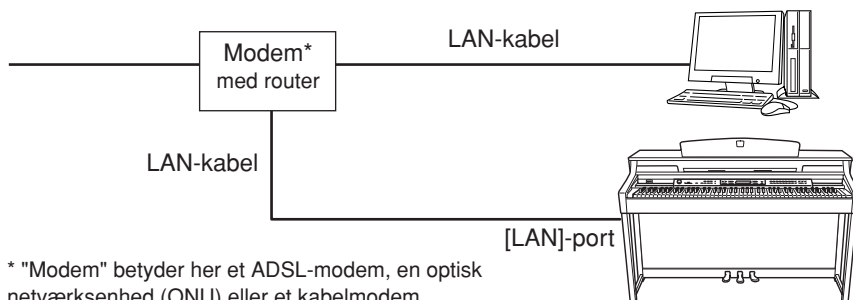 Modem*
med router
LAN-kabel
LAN-kabel
[LAN]-port
* "Modem" betyder her et ADSL-modem, en optisk
netværksenhed (ONU) eller et kabelmodem